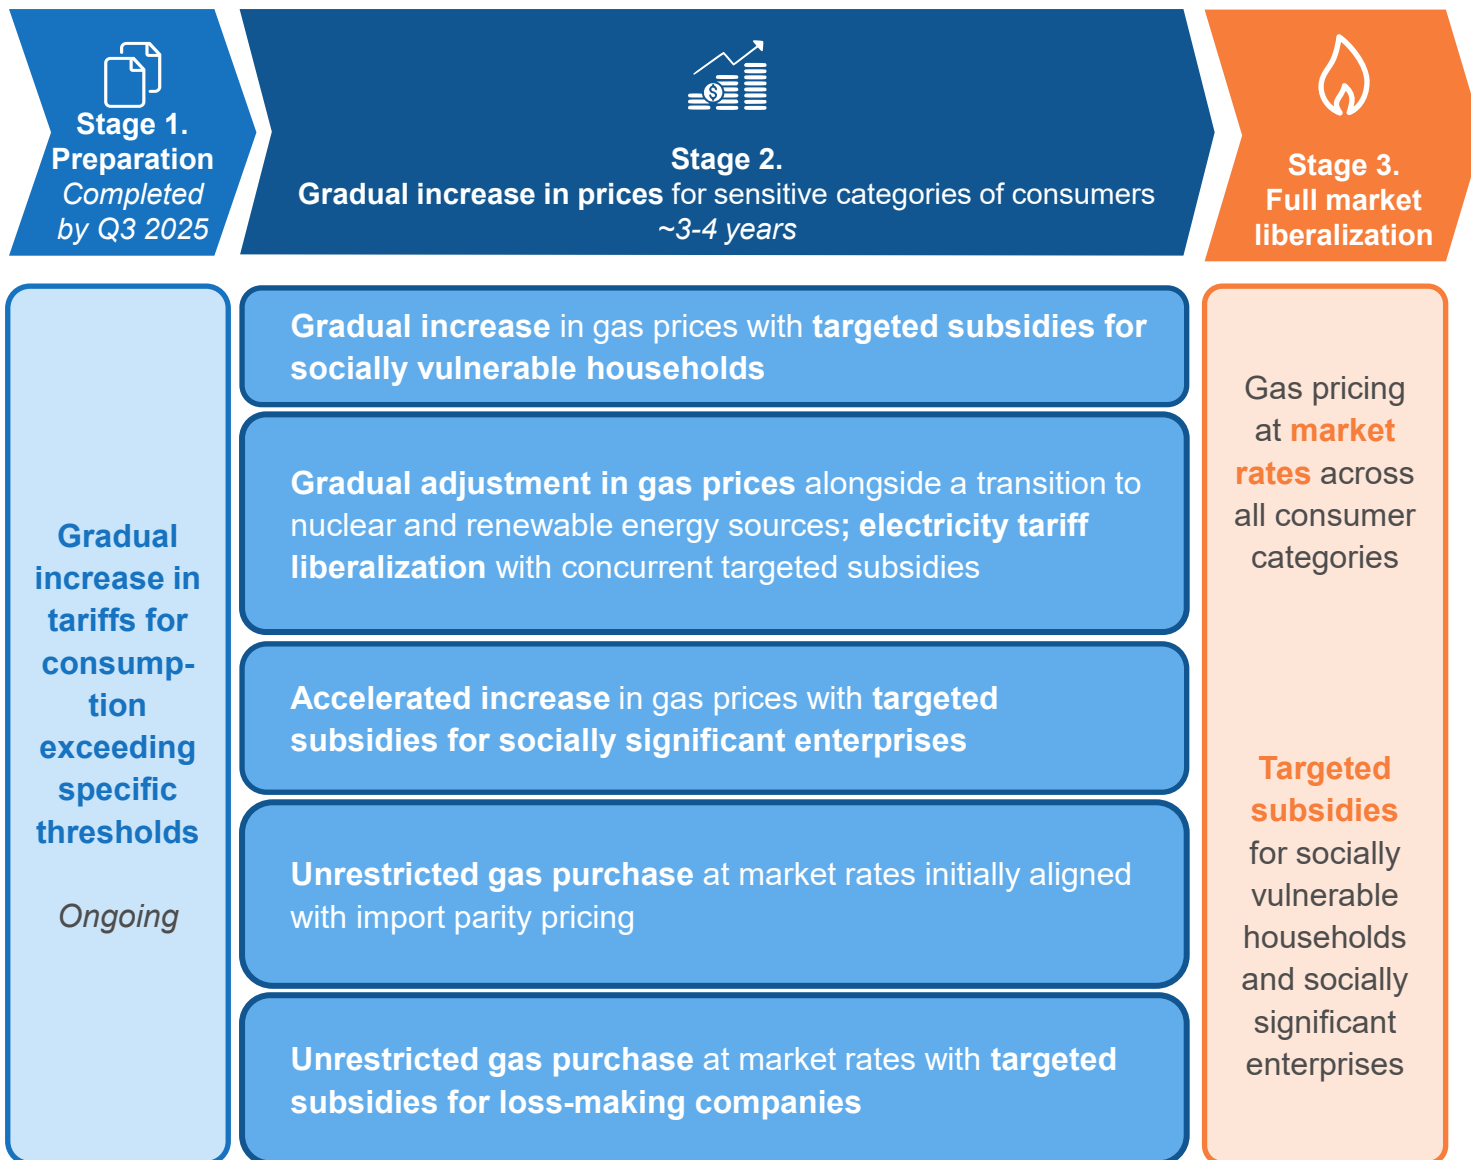 Stage 1.
Preparation
Completed
by Q3 2025
$
Stage 2.
Gradual increase in prices for sensitive categories of consumers
~3-4 years
Stage 3.
Full market
liberalization
Gradual
increase in
tariffs for
consump-
tion
exceeding
specific
thresholds
Ongoing
Gradual increase in gas prices with targeted subsidies for
socially vulnerable households
Gradual adjustment in gas prices alongside a transition to
nuclear and renewable energy sources; electricity tariff
liberalization with concurrent targeted subsidies
Accelerated increase in gas prices with targeted
subsidies for socially significant enterprises
Unrestricted gas purchase at market rates initially aligned
with import parity pricing
Unrestricted gas purchase at market rates with targeted
subsidies for loss-making companies
Gas pricing
at market
rates across
all consumer
categories
Targeted
subsidies
for socially
vulnerable
households
and socially
significant
enterprises